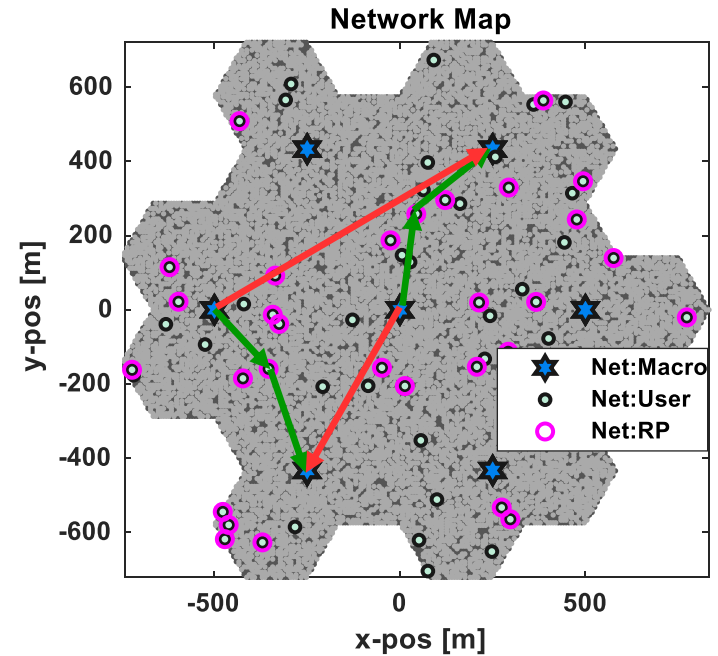 Network Map
y-pos [m]
600
400
200
0
-200
-400
-600
Net:Macro
Net:User
Net:RP
-500
0
500
x-pos [m]